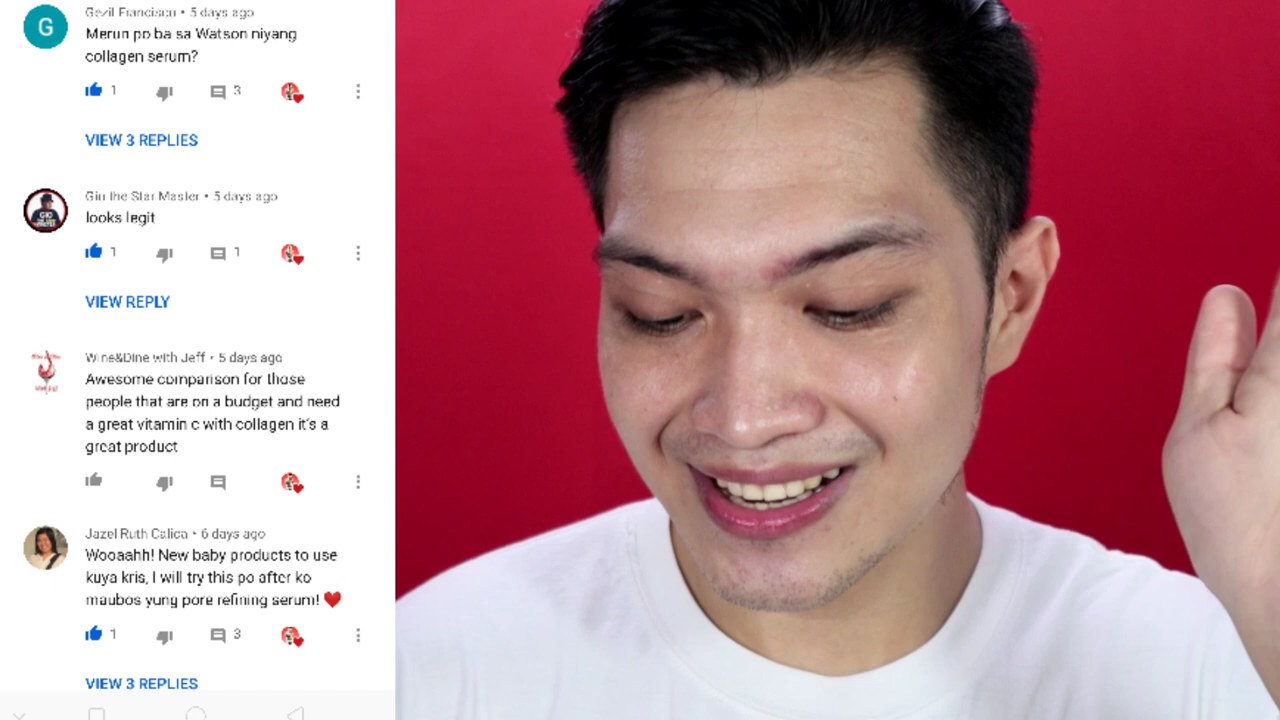 G
Gezil Francisco • 5 days ago
Merun po ba sa Watson niyang
collagen serum?
1
3
VIEW 3 REPLIES
Gio the Star Master • 5 days ago
looks legit
1
1
VIEW REPLY
Wine&Dine with Jeff • 5 days ago
Awesome comparison for those
people that are on a budget and need
a great vitamin c with collagen it's a
great product
Jazel Ruth Calica • 6 days ago
Wooaahh! New baby products to use
kuya kris, I will try this po after ko
maubos yung pore refining serum! ❤️
1
3
VIEW 3 REPLIES